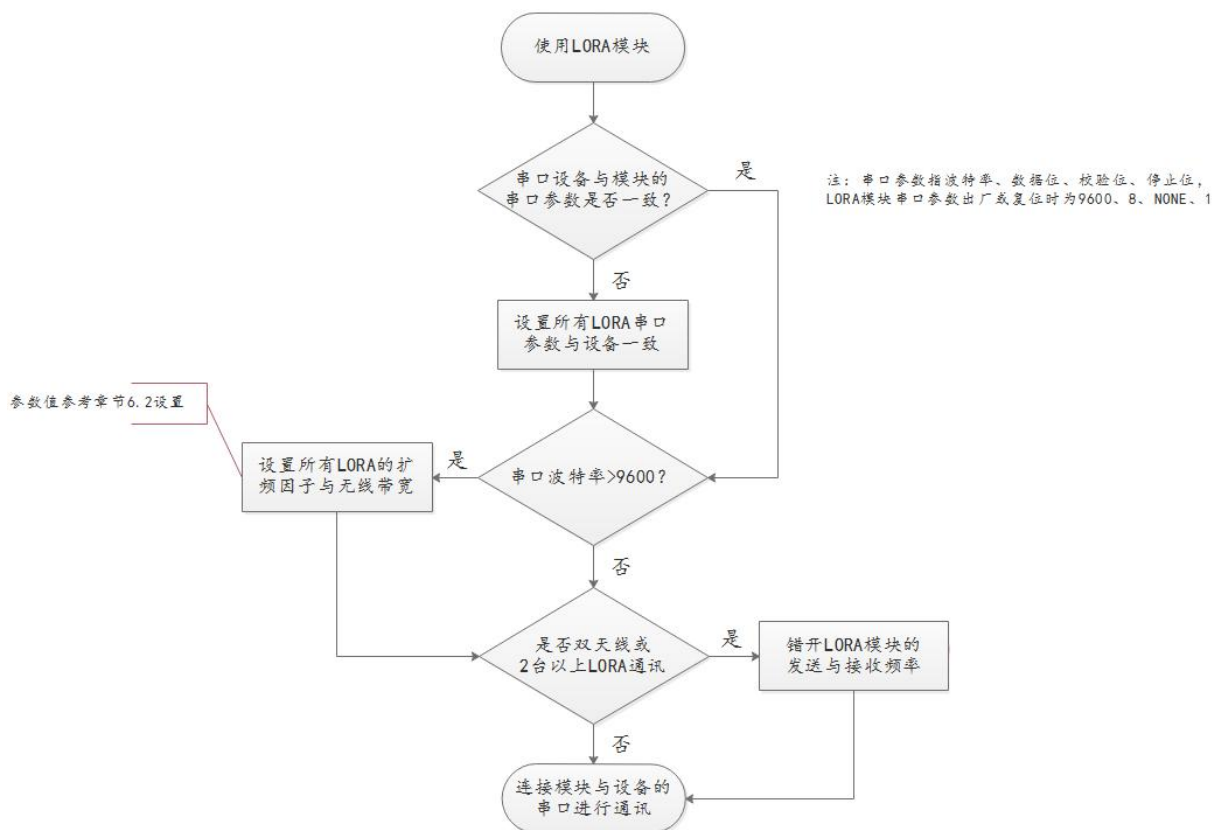 使用LORA模块
串口设备与模块的
串口参数是否一致？
是
注：串口参数指波特率、数据位、校验位、停止位，
LORA模块串口参数出厂或复位时为9600、8、NONE、1
否
设置所有LORA串口
参数与设备一致
参数值参考章节6.2设置
设置所有LORA的扩
频因子与无线带宽
是
串口波特率>9600？
否
是否双天线或
2台以上LORA通讯
是
错开LORA模块的
发送与接收频率
否
连接模块与设备的
串口进行通讯